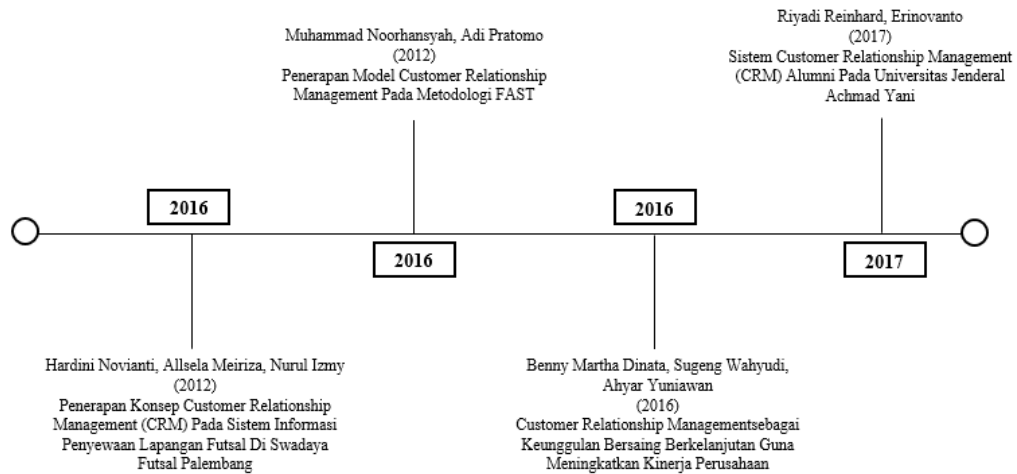 Muhammad Noorhansyah, Adi Pratomo
(2012)
Penerapan Model Customer Relationship
Management Pada Metodologi FAST
Riyadi Reinhard, Erinovanto
(2017)
Sistem Customer Relationship Management
(CRM) Alumni Pada Universitas Jenderal
Achmad Yani
2016
2016
2016
2017
Hardini Novianti, Allsela Meiriza, Nurul Izmy
(2012)
Penerapan Konsep Customer Relationship
Management (CRM) Pada Sistem Informasi
Penyewaan Lapangan Futsal Di Swadaya
Futsal Palembang
Benny Martha Dinata, Sugeng Wahyudi,
Ahyar Yuniawan
(2016)
Customer Relationship Managementsebagai
Keunggulan Bersaing Berkelanjutan Guna
Meningkatkan Kinerja Perusahaan